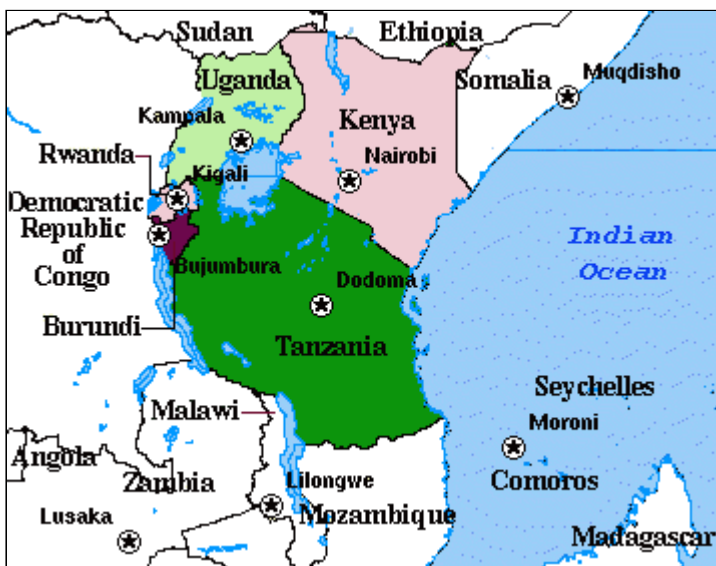 Sudan
Ethiopia
Uganda
Somalia
Muqdisho
Kampala
Kenya
Rwanda
Kigali
Nairobi
Democratic
Republic
of
Congo
Indian
Ocean
Bujumbura
Dodoma
Burundi
Tanzania
Seychelles
Malawi
Moroni
Angola
Zambia
Lilongwe
Comoros
Lusaka
Mozambique
Madagascar